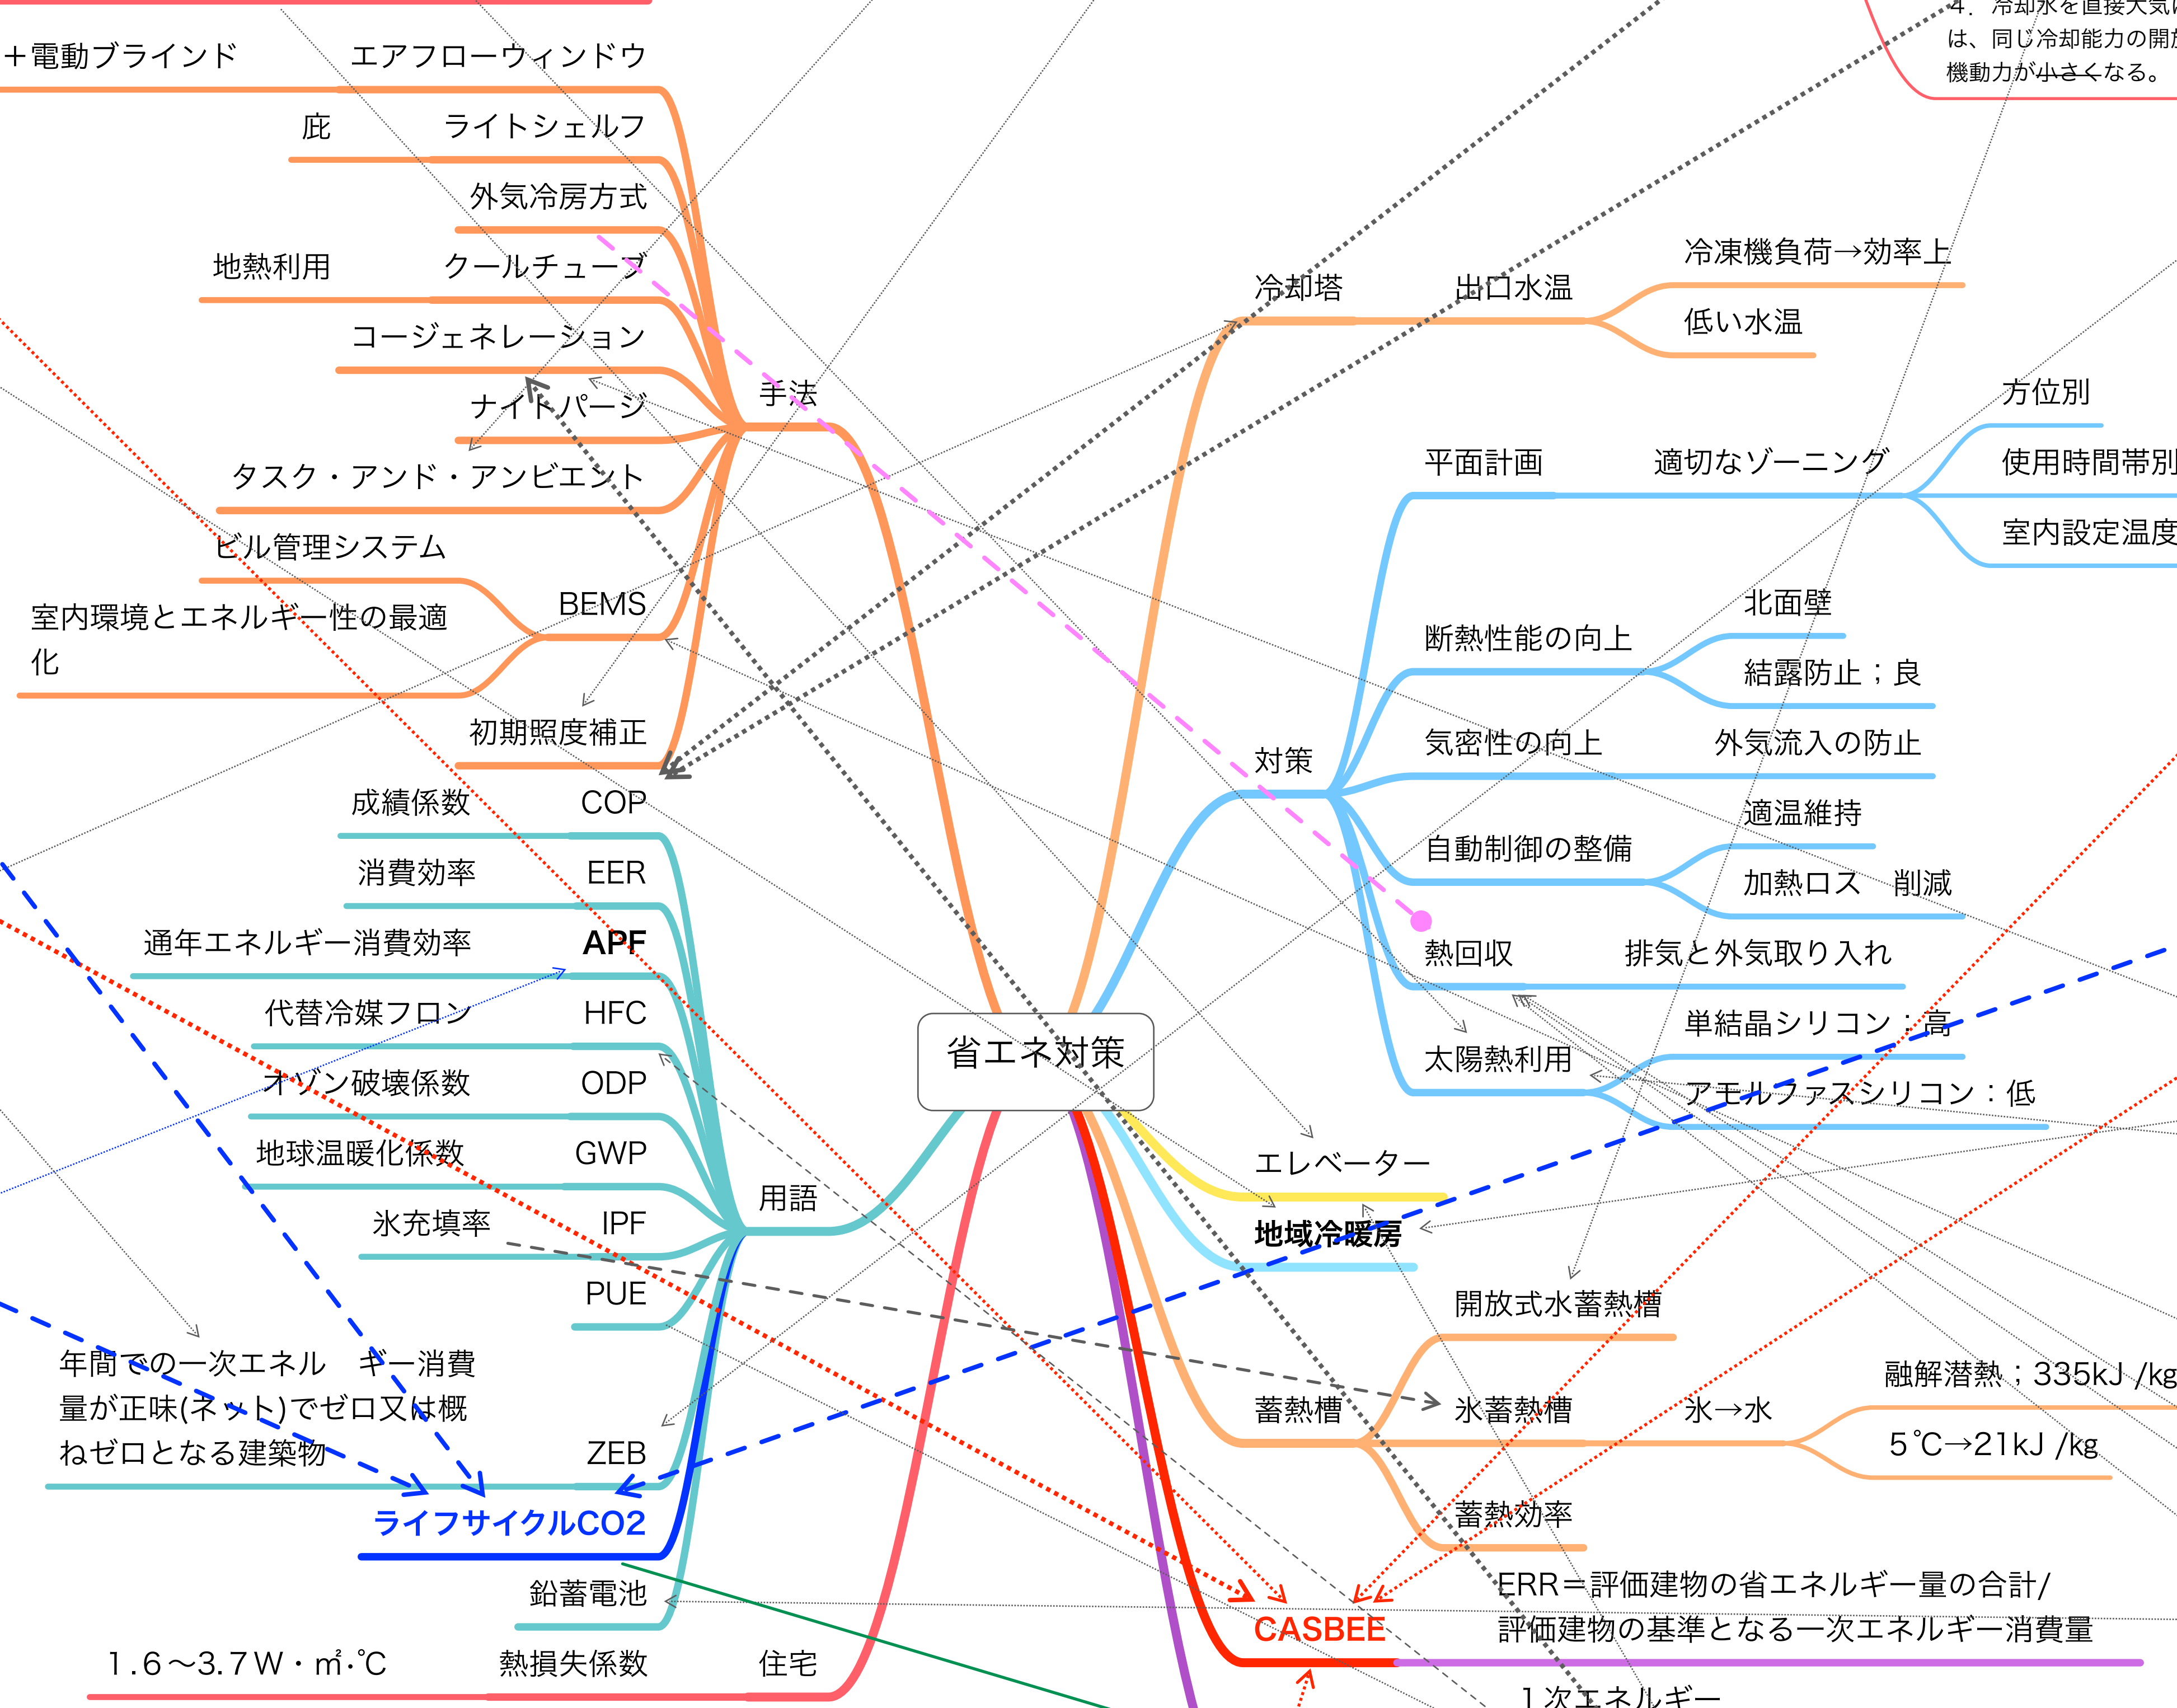 ＋電動ブラインド
エアフローウィンドウ
庇
ライトシェルフ
外気冷房方式
地熱利用
クールチューブ
コージェネレーション
ナイトパージ
タスク・アンド・アンビエント
ビル管理システム
室内環境とエネルギー性の最適
化
BEMS
初期照度補正
手法
成績係数
COP
消費効率
EER
通年エネルギー消費効率
APF
代替冷媒フロン
HFC
オゾン破壊係数
ODP
地球温暖化係数
GWP
氷充填率
IPF
PUE
年間での一次エネル　ギー消費
量が正味(ネット)でゼロ又は概
ねゼロとなる建築物
ZEB
ライフサイクルCO2
鉛蓄電池
用語
1.6〜3.7W・㎡・℃
熱損失係数
住宅
省エネ対策
4．冷却水を直接大気に
は、同じ冷却能力の開放
機動力が小さくなる。
冷却塔
出口水温
冷凍機負荷→効率上
低い水温
対策
平面計画
適切なゾーニング
方位別
使用時間帯別
室内設定温度
断熱性能の向上
北面壁
結露防止；良
気密性の向上
外気流入の防止
自動制御の整備
適温維持
加熱ロス　削減
熱回収
排気と外気取り入れ
太陽熱利用
単結晶シリコン：高
アモルファスシリコン：低
エレベーター
地域冷暖房
蓄熱槽
開放式水蓄熱槽
氷蓄熱槽
氷→水
融解潜熱；335kJ /kg
5℃→21kJ /kg
蓄熱効率
CASBEE
ERR＝評価建物の省エネルギー量の合計/
評価建物の基準となる一次エネルギー消費量
１次エネルギー